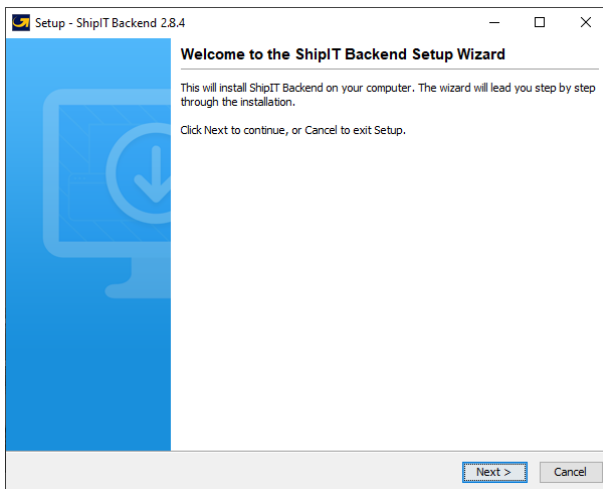 Setup - ShipIT Backend 2.8.4
Welcome to the ShipIT Backend Setup Wizard
This will install ShipIT Backend on your computer. The wizard will lead you step by step
through the installation.
Click Next to continue, or Cancel to exit Setup.
Next >
Cancel